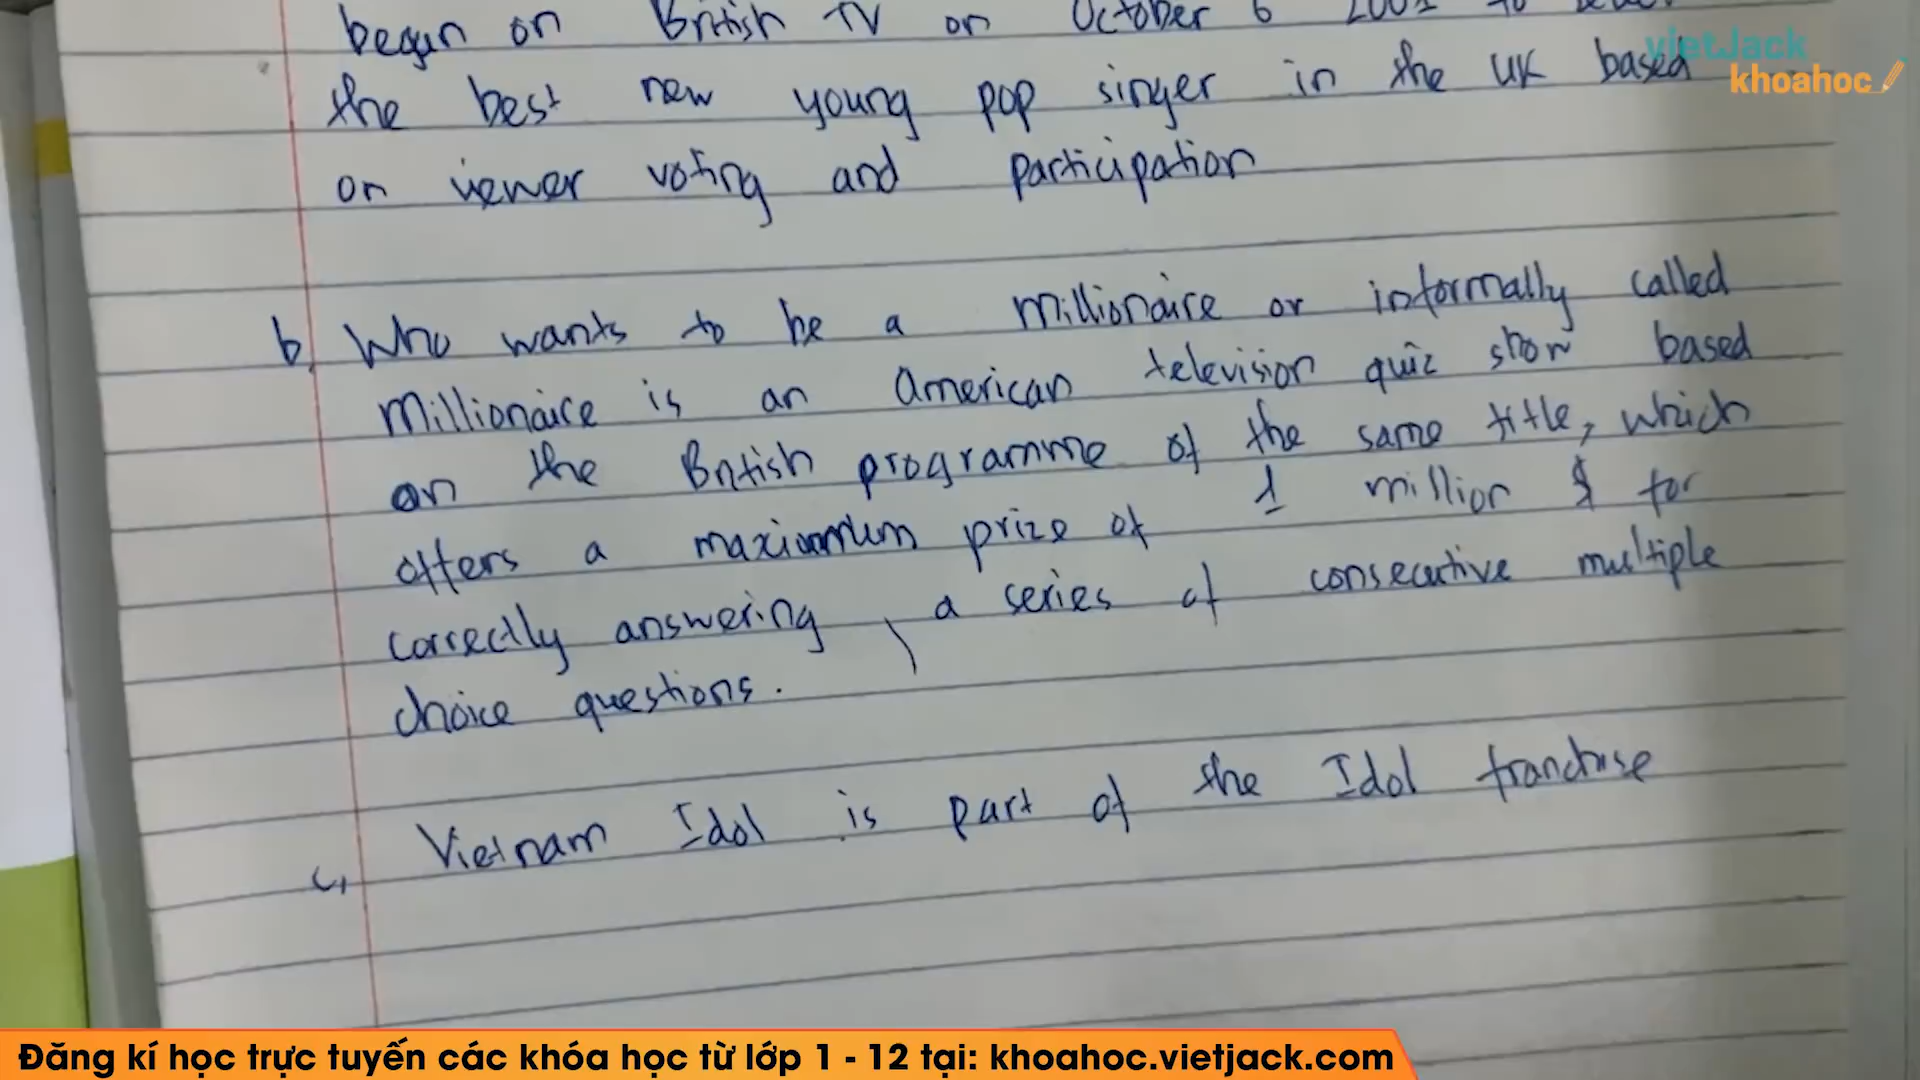 begun on British TV on October 6
the best new young pop singer in the UK based
on viewer voting and participation
b, Who wants to be a millionaire or informally called
Millionaire is an American television quiz show based
on the British programme of the same title, which
offers a maximum prize of 1 million $ for
correctly answering, a series of consecutive multiple
choice questions.
c, Vietnam Idol is part of the Idol franchise
vietJack
khoahoc
Đăng kí học trực tuyến các khóa học từ lớp 1 - 12 tại: khoahoc.vietjack.com